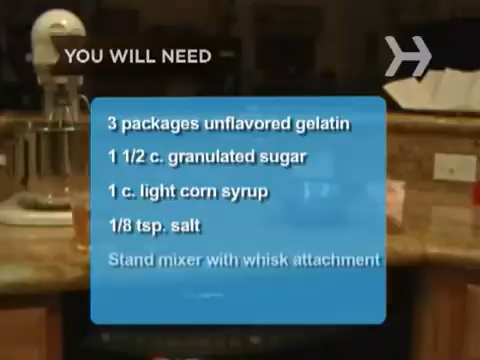 YOU WILL NEED
3 packages unflavored gelatin
1 1/2 c. granulated sugar
1 c. light corn syrup
1/8 tsp. salt
Stand mixer with whisk attachment